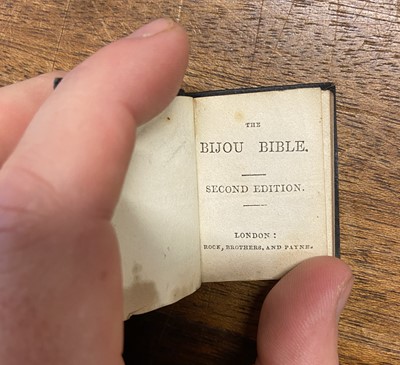 THE
BIJOU BIBLE.
SECOND EDITION.
LONDON:
ROCK, BROTHERS, AND PAYNE.